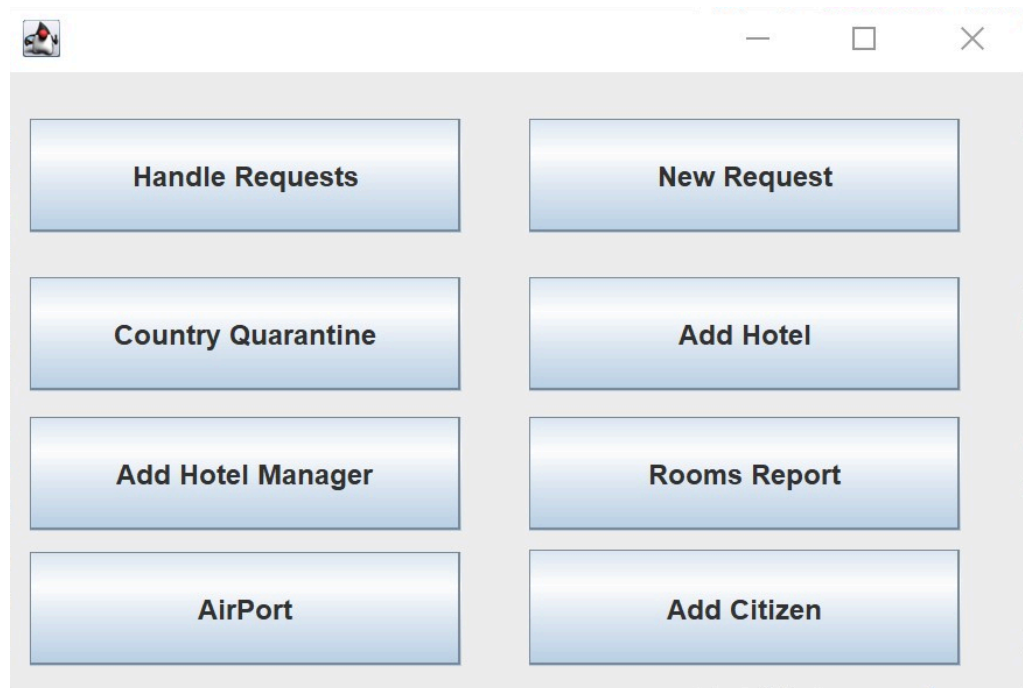 Handle Requests
New Request
Country Quarantine
Add Hotel
Add Hotel Manager
Rooms Report
AirPort
Add Citizen